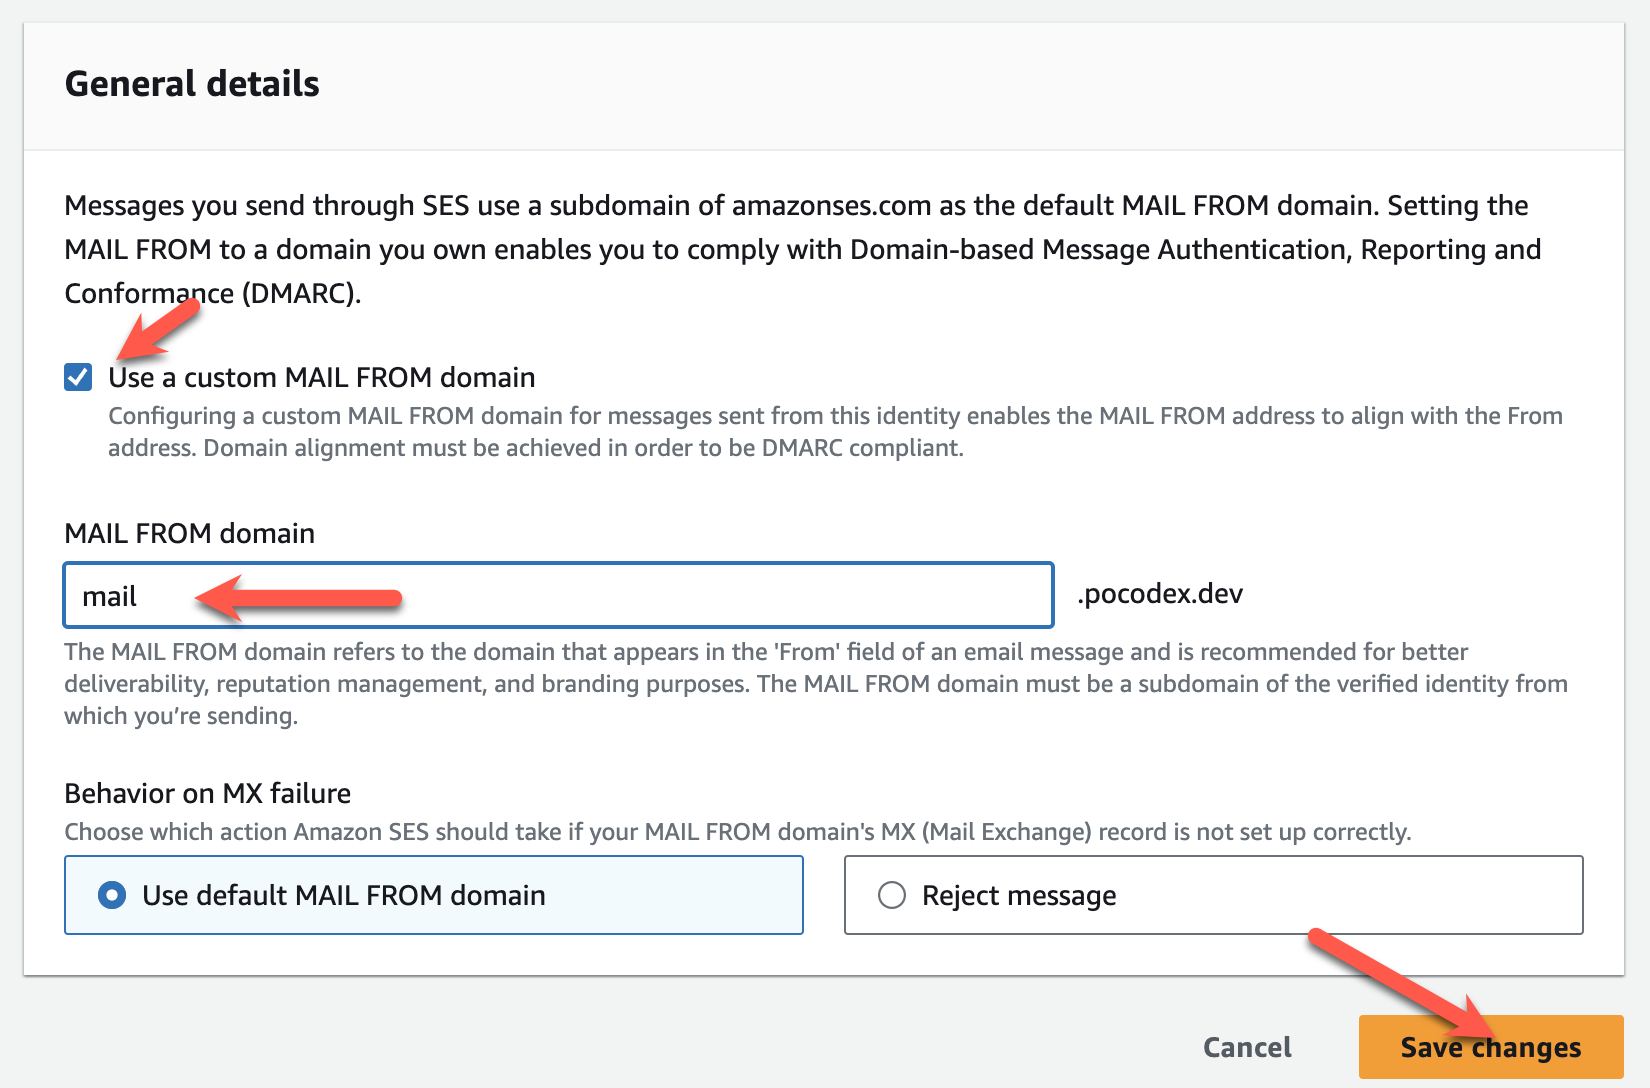 General details
Messages you send through SES use a subdomain of amazonses.com as the default MAIL FROM domain. Setting the
MAIL FROM to a domain you own enables you to comply with Domain-based Message Authentication, Reporting and
Conformance (DMARC).
Use a custom MAIL FROM domain
Configuring a custom MAIL FROM domain for messages sent from this identity enables the MAIL FROM address to align with the From
address. Domain alignment must be achieved in order to be DMARC compliant.
MAIL FROM domain
mail .pocodex.dev
The MAIL FROM domain refers to the domain that appears in the 'From' field of an email message and is recommended for better
deliverability, reputation management, and branding purposes. The MAIL FROM domain must be a subdomain of the verified identity from
which you’re sending.
Behavior on MX failure
Choose which action Amazon SES should take if your MAIL FROM domain's MX (Mail Exchange) record is not set up correctly.
Use default MAIL FROM domain Reject message
Cancel Save changes